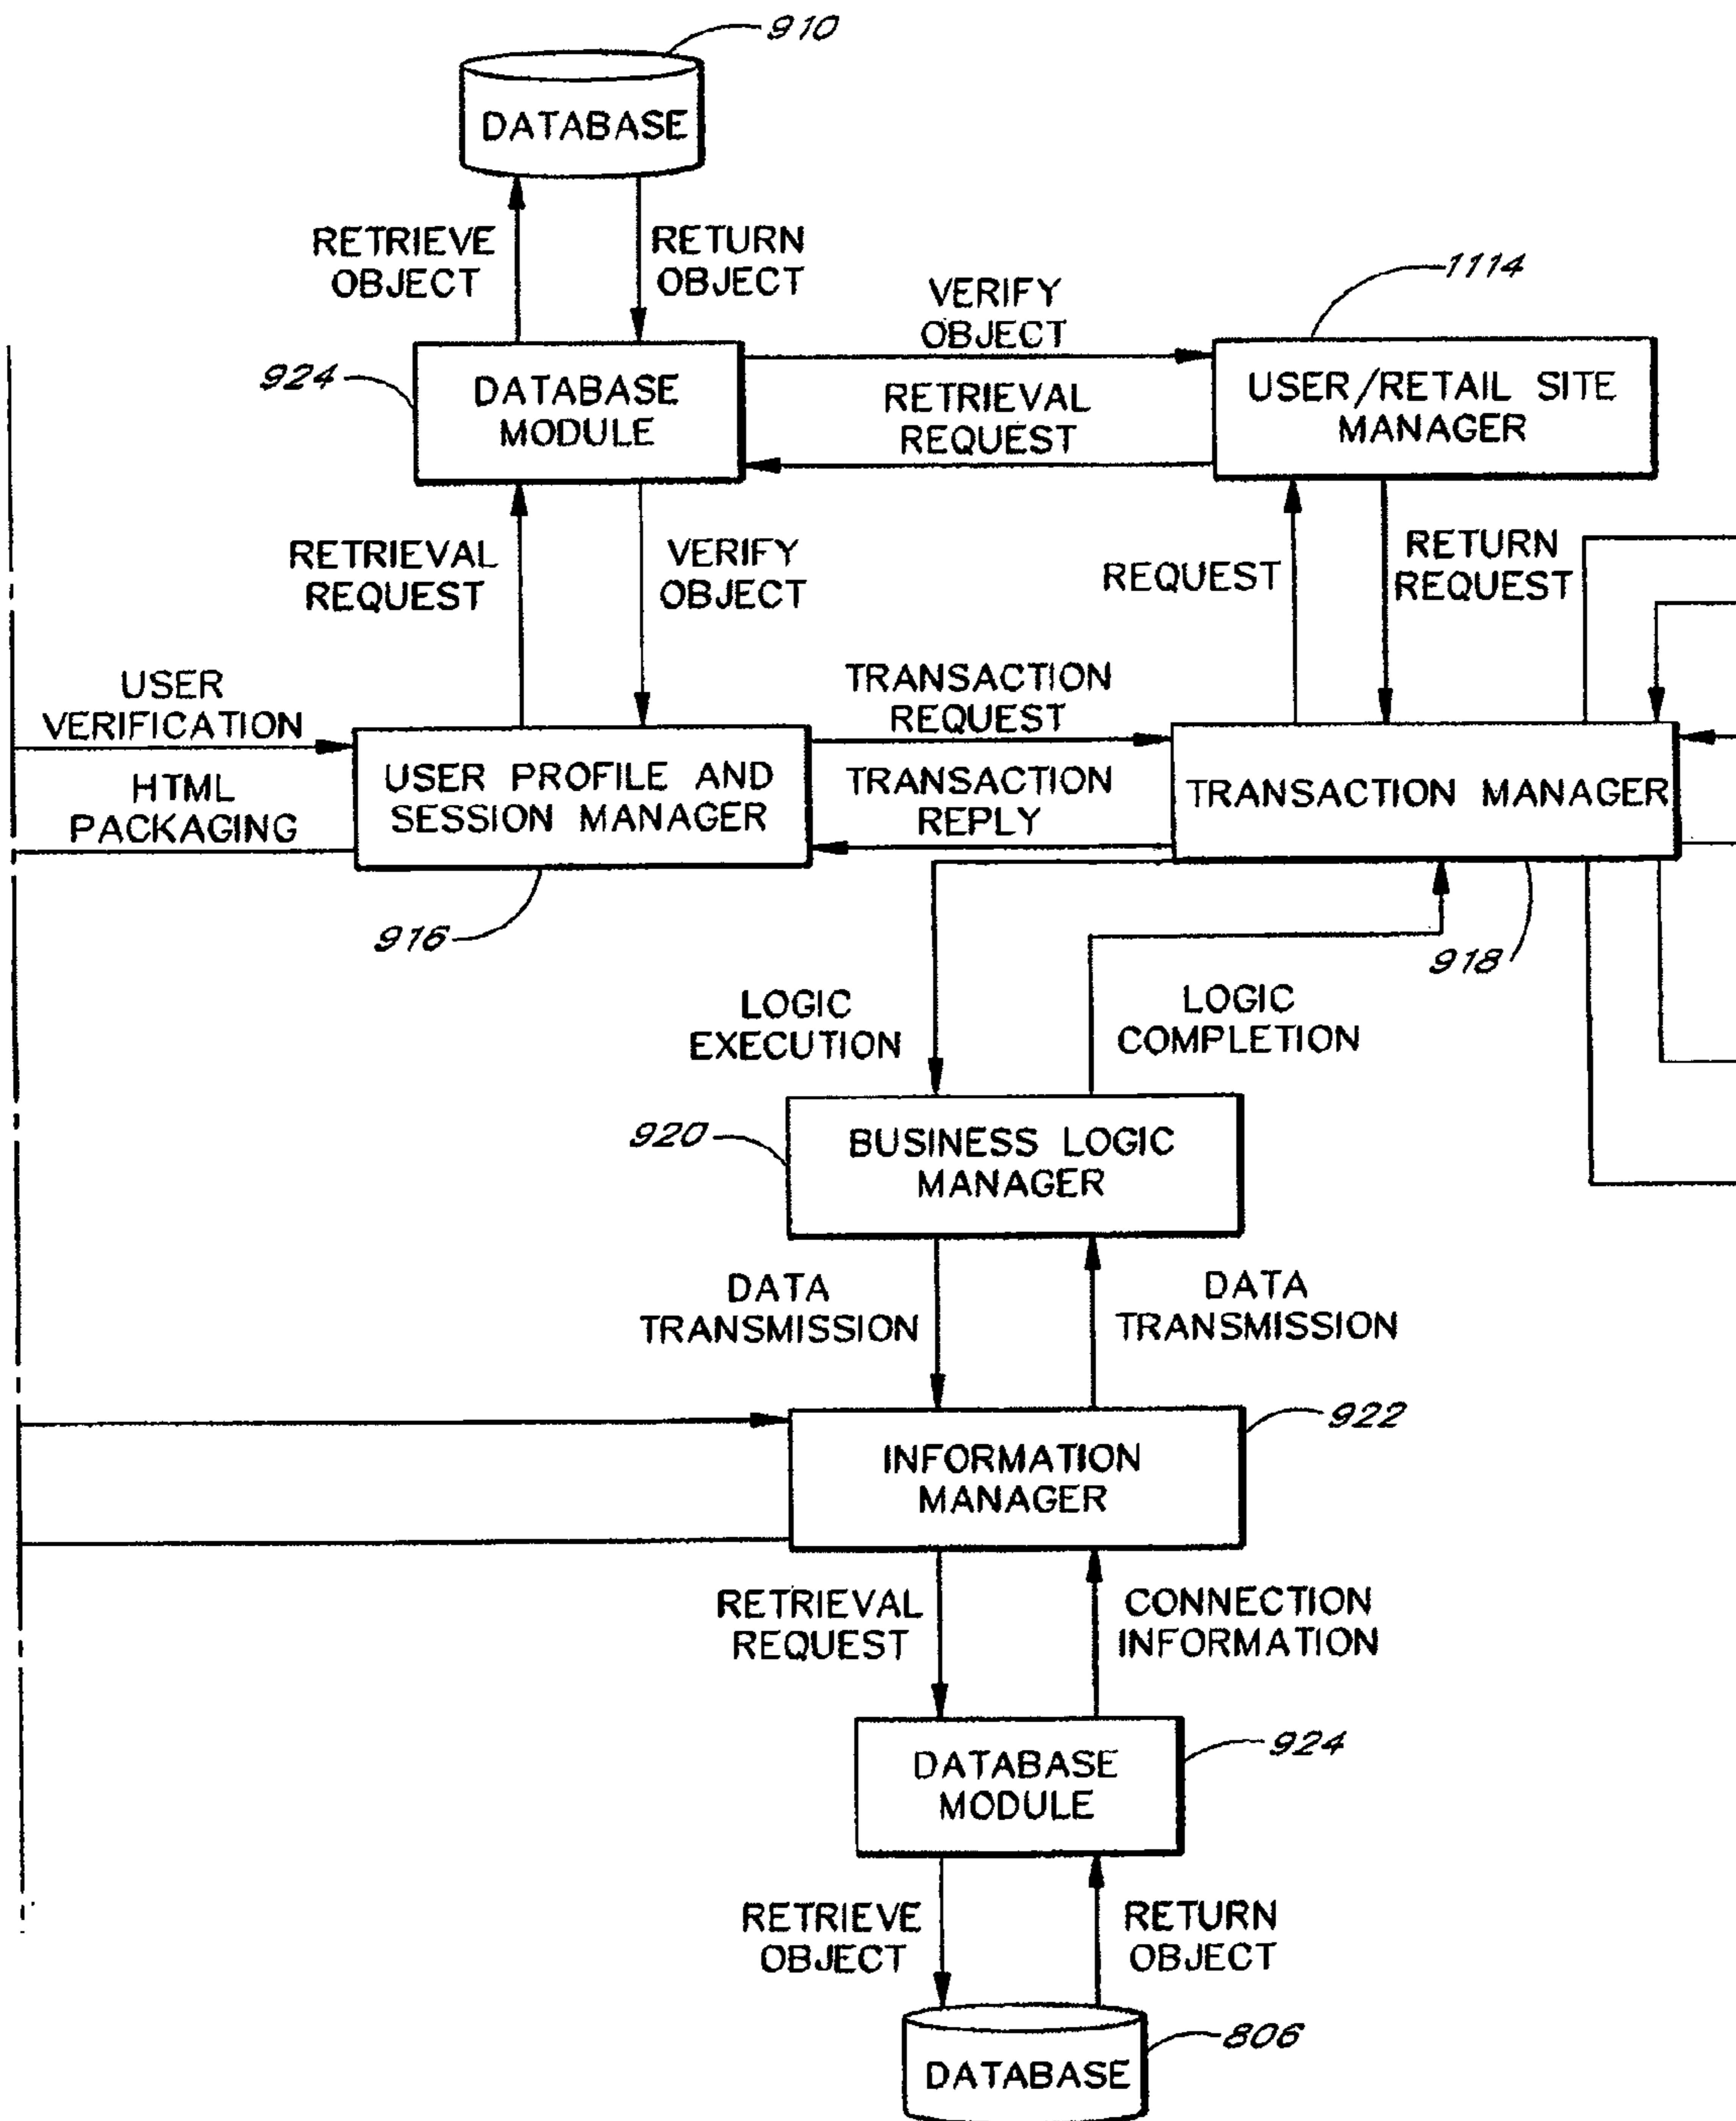 910
DATABASE
RETRIEVE
OBJECT
RETURN
OBJECT
1114
VERIFY
OBJECT
924
DATABASE
MODULE
RETRIEVAL
REQUEST
USER/RETAIL SITE
MANAGER
RETRIEVAL
REQUEST
VERIFY
OBJECT
REQUEST
RETURN
REQUEST
USER
VERIFICATION
TRANSACTION
REQUEST
HTML
PACKAGING
USER PROFILE AND
SESSION MANAGER
TRANSACTION
REPLY
TRANSACTION MANAGER
916
918
LOGIC
EXECUTION
LOGIC
COMPLETION
920
BUSINESS LOGIC
MANAGER
DATA
TRANSMISSION
DATA
TRANSMISSION
922
INFORMATION
MANAGER
RETRIEVAL
REQUEST
CONNECTION
INFORMATION
924
DATABASE
MODULE
RETRIEVE
OBJECT
RETURN
OBJECT
806
DATABASE